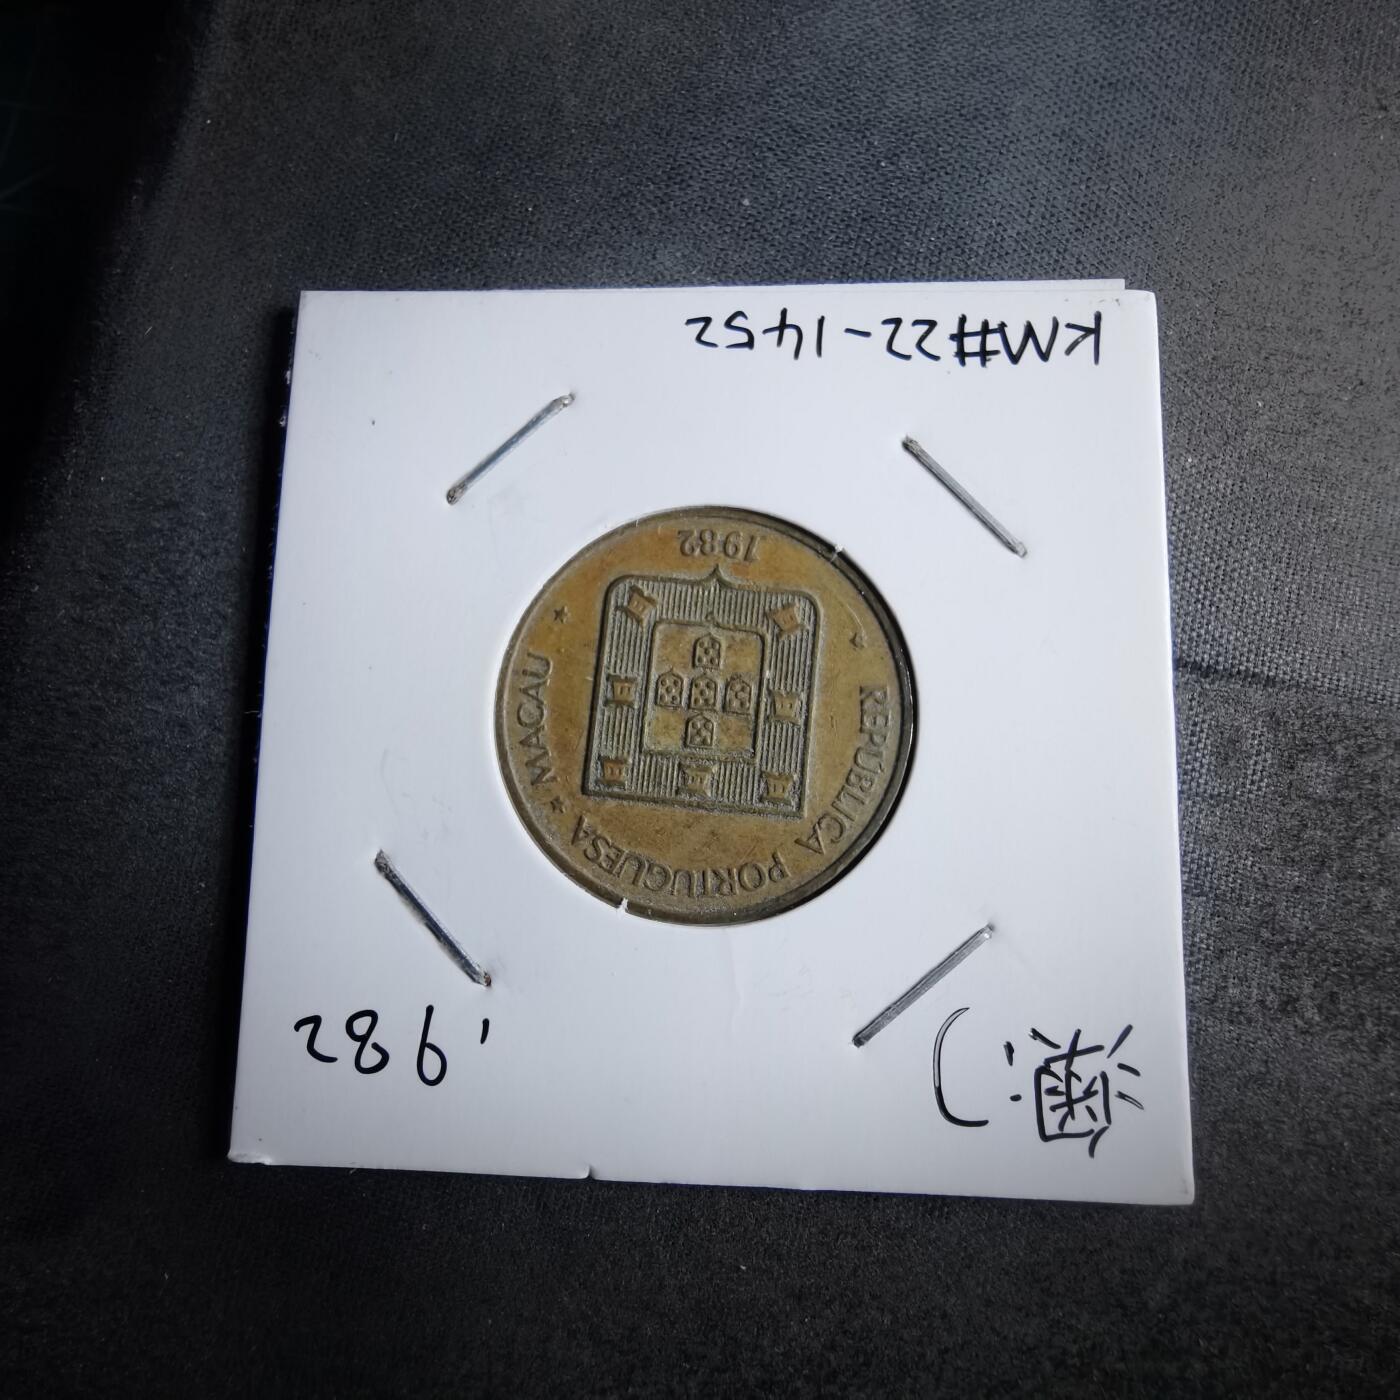 澳门
1982
REPUBLICA PORTUGUESA ★ MACAU ★
1982
KM#22-1452